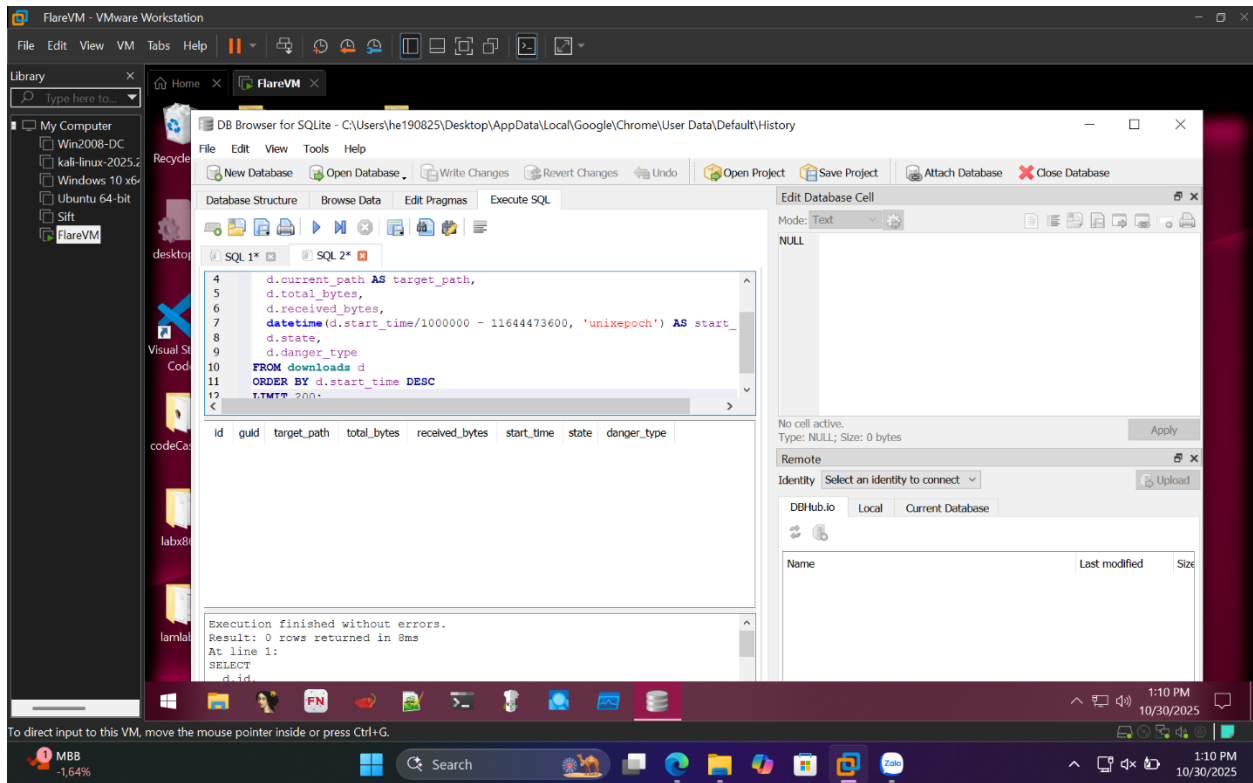 FlareVM - VMware Workstation
File Edit View VM Tabs Help
Library
Type here to...
Home
FlareVM
My Computer
Win2008-DC
kali-linux-2025.2
Windows 10 x64
Ubuntu 64-bit
Sift
FlareVM
Recycle
desktop
Visual St
Code
codeCas
labx86
lamlab
DB Browser for SQLite - C:\Users\he190825\Desktop\AppData\Local\Google\Chrome\User Data\Default\History
File Edit View Tools Help
New Database Open Database Write Changes Revert Changes Undo Open Project Save Project Attach Database Close Database
Database Structure Browse Data Edit Pragmas Execute SQL
SQL 1* SQL 2*
4 d.current_path AS target_path,
5 d.total_bytes,
6 d.received_bytes,
7 datetime(d.start_time/1000000 - 11644473600, 'unixepoch') AS start_
8 d.state,
9 d.danger_type
10 FROM downloads d
11 ORDER BY d.start_time DESC
12 LIMIT 200;
id guid target_path total_bytes received_bytes start_time state danger_type
Execution finished without errors.
Result: 0 rows returned in 8ms
At line 1:
SELECT
d.id,
Edit Database Cell
Mode: Text
NULL
No cell active.
Type: NULL; Size: 0 bytes
Apply
Remote
Identity Select an identity to connect Upload
DBHub.io Local Current Database
Name Last modified Size
FN
1:10 PM
10/30/2025
To direct input to this VM, move the mouse pointer inside or press Ctrl+G.
1
MBB
-1,64%
Search
Zalo
1:10 PM
10/30/2025